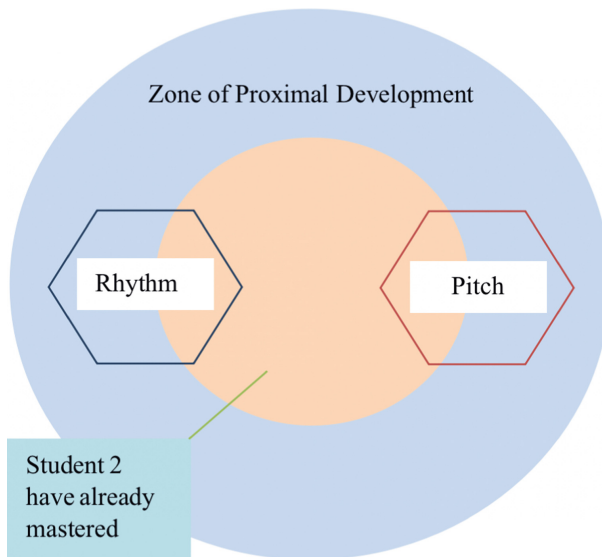 Zone of Proximal Development
Rhythm
Pitch
Student 2
have already
mastered